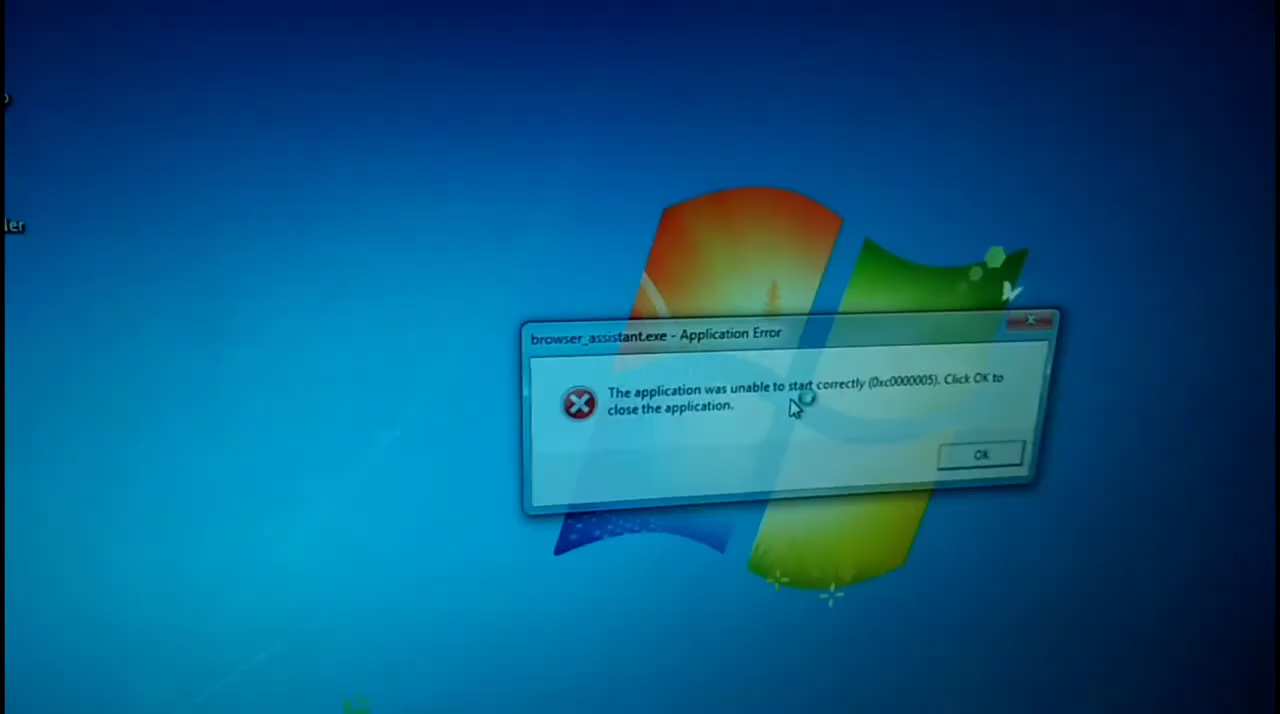 ler
browser_assistant.exe - Application Error
The application was unable to start correctly (0xc0000005). Click OK to
close the application.
OK